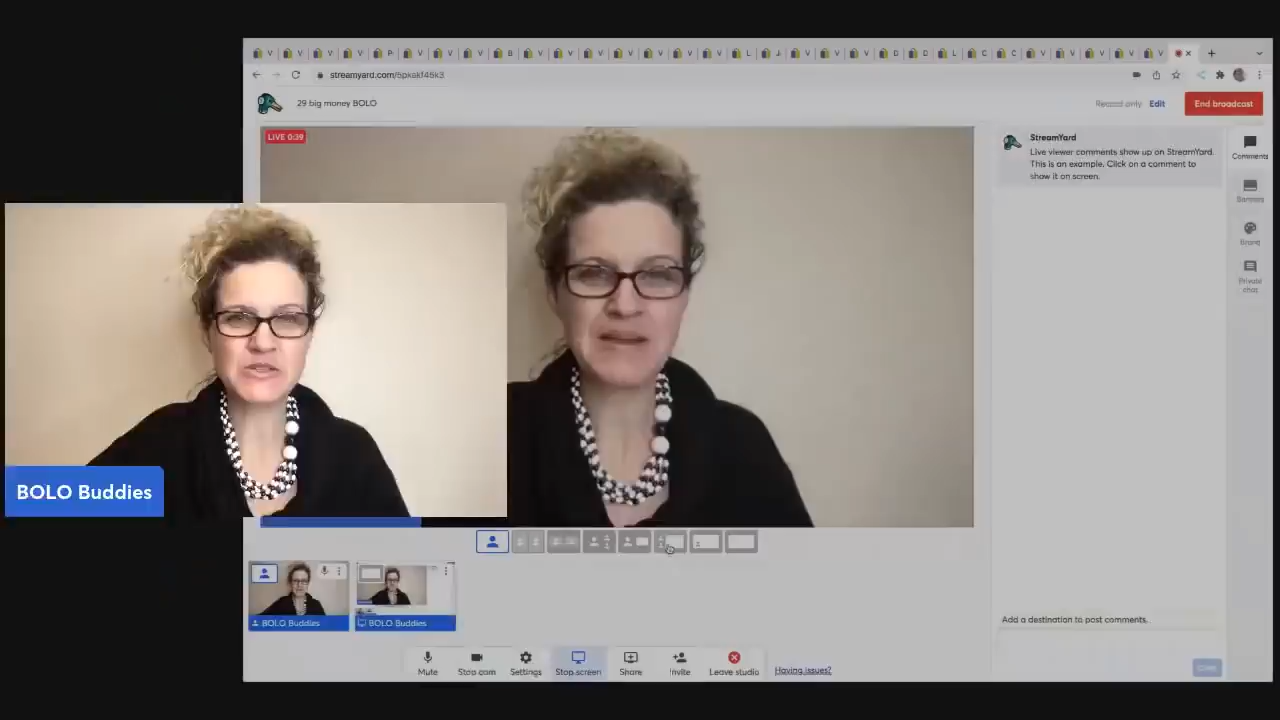 V V V V P V V V B V V V V V V V L J V V V D D L C C V V V V V
streamyard.com/5pkakf45k3
29 big money BOLO
Record only Edit End broadcast
LIVE 0:39
StreamYard
Live viewer comments show up on StreamYard.
This is an example. Click on a comment to
show it on screen.
Comments
Banners
Brand
Private
chat
BOLO Buddies
BOLO Buddies
BOLO Buddies
Add a destination to post comments.
Mute
Stop cam
Settings
Stop screen
Share
Invite
Leave studio
Having issues?